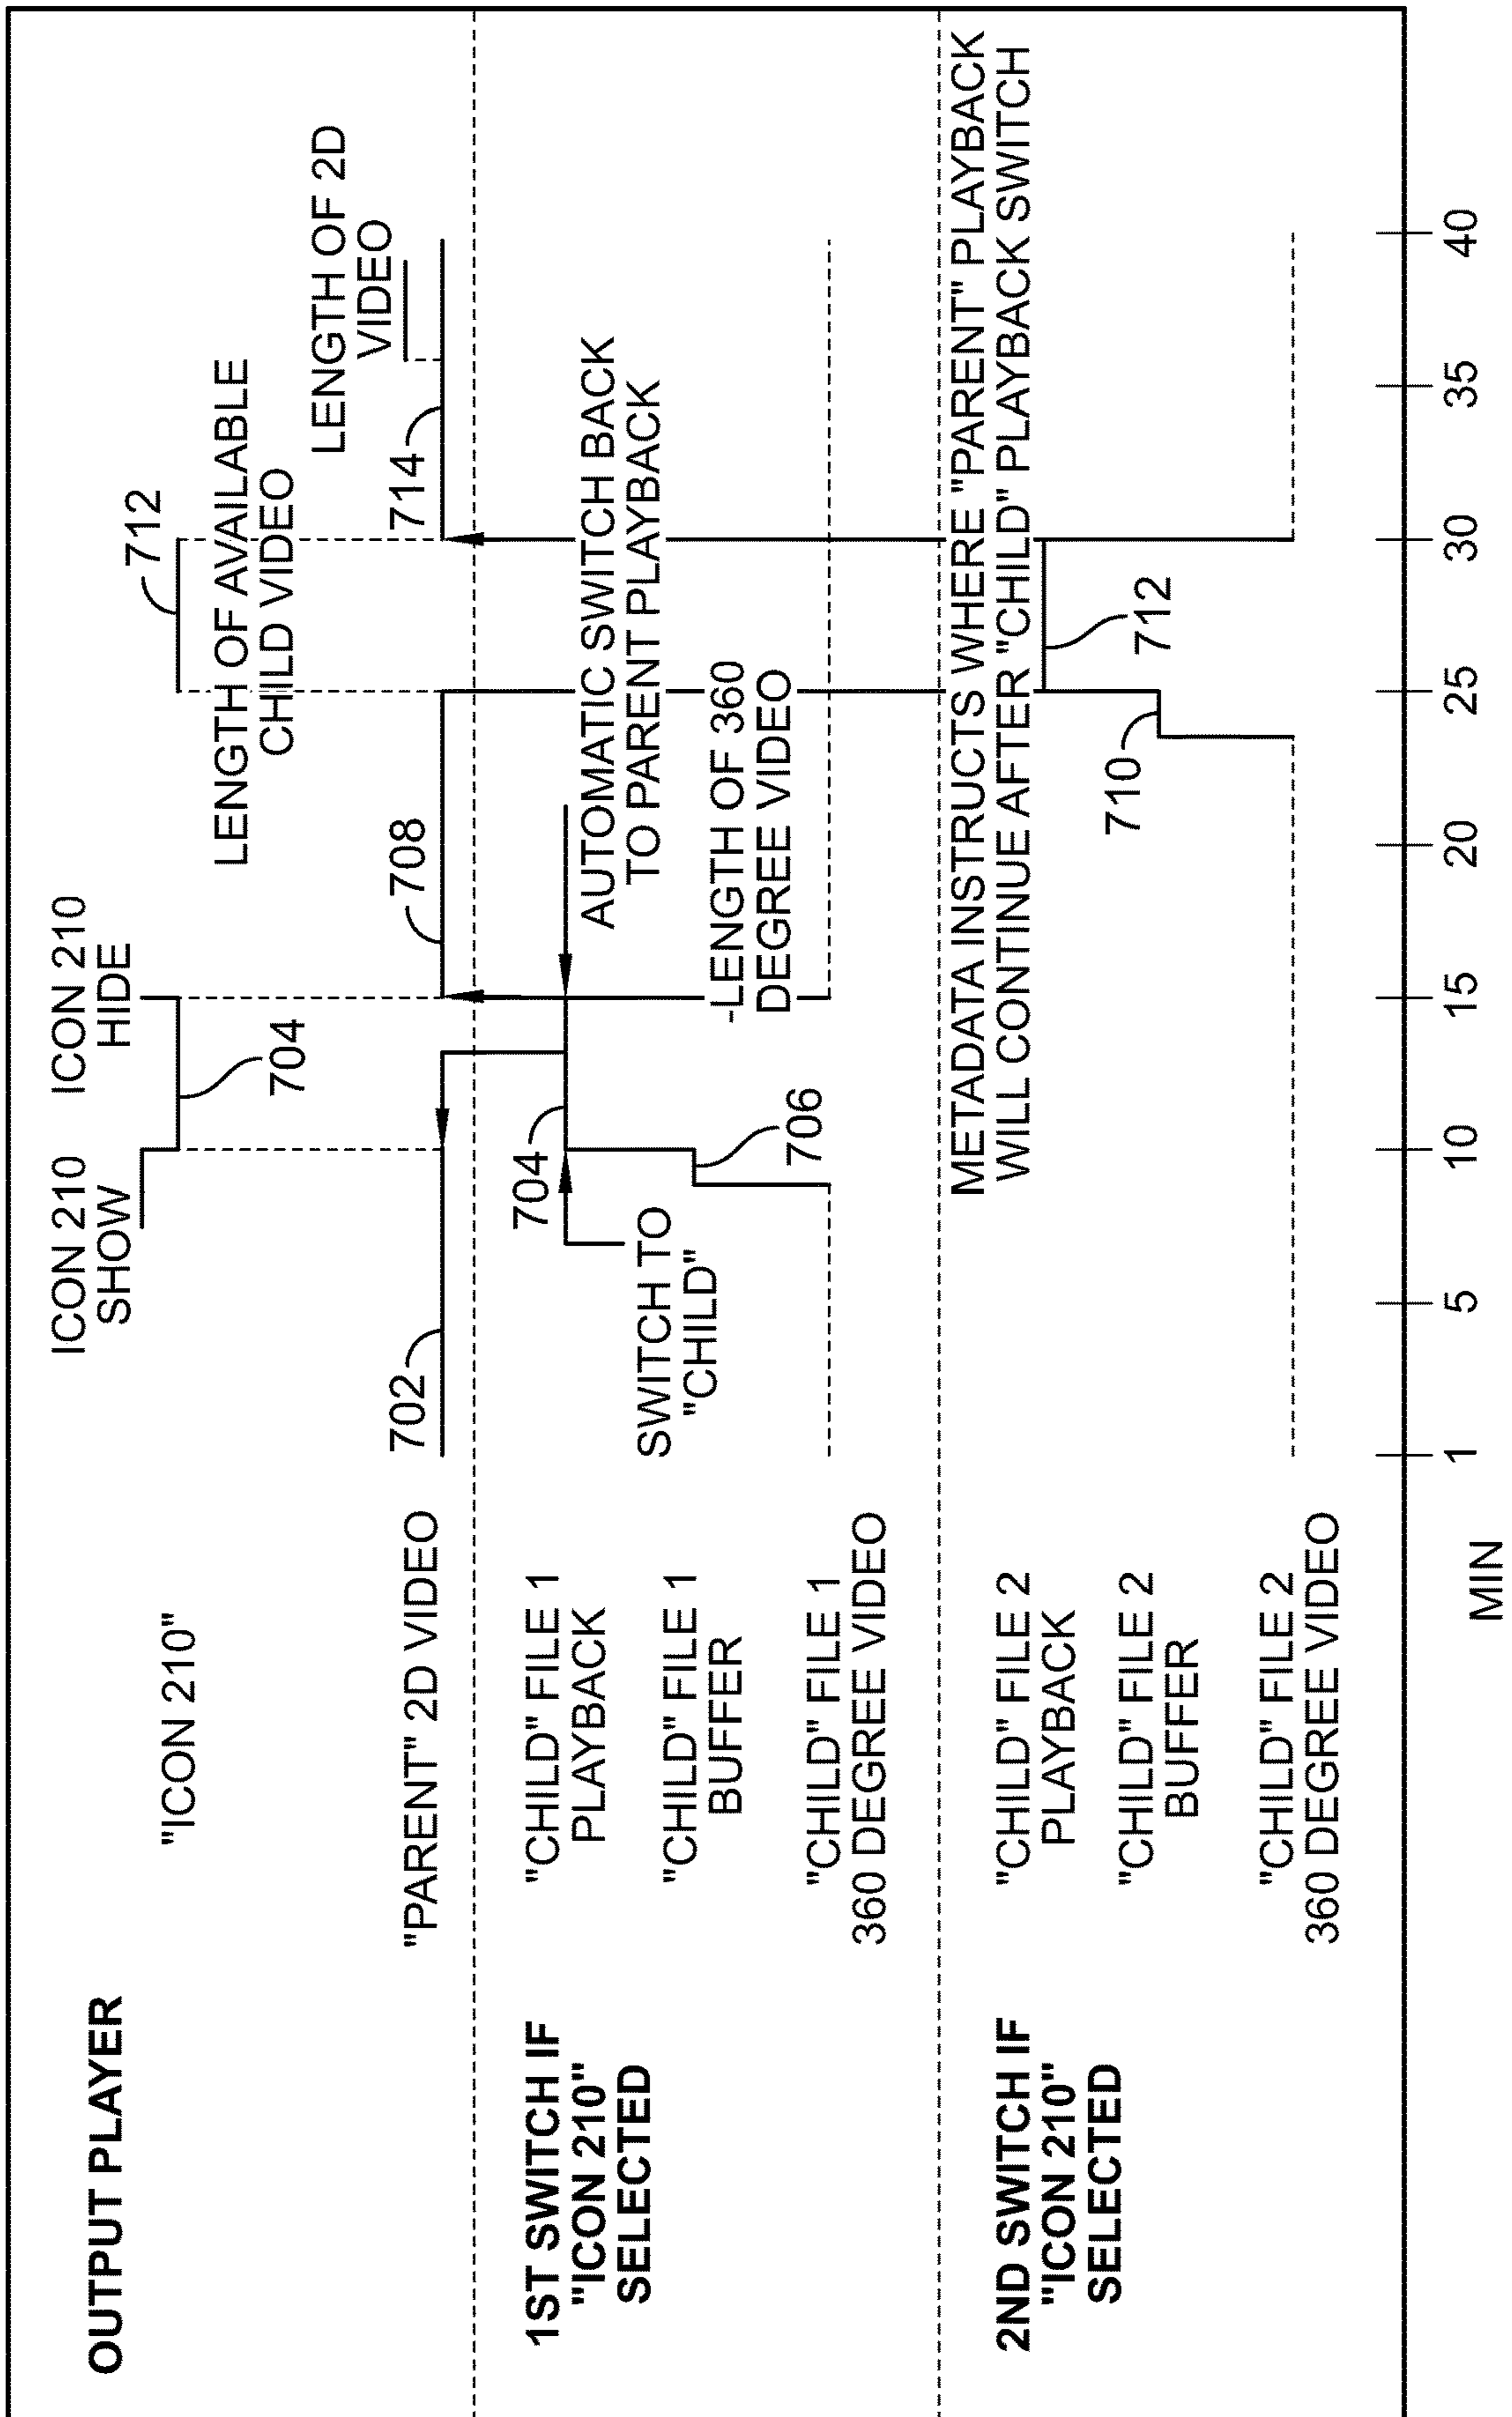 OUTPUT PLAYER
ICON 210
SHOW
ICON 210
HIDE
"ICON 210"
704
712
LENGTH OF AVAILABLE
CHILD VIDEO
LENGTH OF 2D
VIDEO
"PARENT" 2D VIDEO
702
708
714
1ST SWITCH IF
"ICON 210"
SELECTED
"CHILD" FILE 1
PLAYBACK
704
AUTOMATIC SWITCH BACK
TO PARENT PLAYBACK
SWITCH TO
"CHILD"
"CHILD" FILE 1
BUFFER
706
-LENGTH OF 360
DEGREE VIDEO
"CHILD" FILE 1
360 DEGREE VIDEO
METADATA INSTRUCTS WHERE "PARENT" PLAYBACK
WILL CONTINUE AFTER "CHILD" PLAYBACK SWITCH
2ND SWITCH IF
"ICON 210"
SELECTED
"CHILD" FILE 2
PLAYBACK
712
"CHILD" FILE 2
BUFFER
710
"CHILD" FILE 2
360 DEGREE VIDEO
MIN
1 5 10 15 20 25 30 35 40